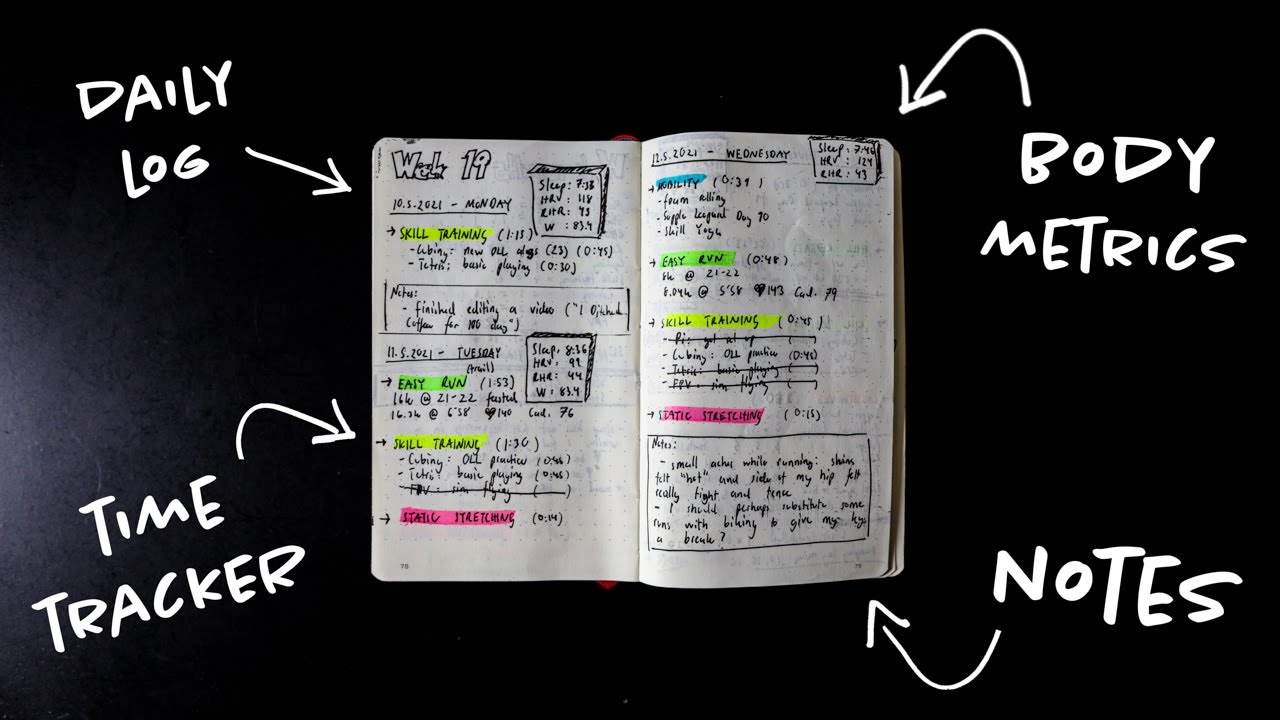 DAILY
LOG
TIME
TRACKER
BODY
METRICS
NOTES
Week 19
Sleep: 7:38
HRV: 118
RHR: 43
W: 83.4
10.5.2021 - MONDAY
→ SKILL TRAINING (1:15)
- Cubing: new OLL algs (23) (0:45)
- Tetris: basic playing (0:30)
Notes:
- finished editing a video ("I Ditched
Coffee for 100 days")
11.5.2021 - TUESDAY
Sleep: 8:36
HRV: 99
RHR: 44
W: 83.4
(trail)
→ EASY RUN (1:53)
16k @ 21-22 fasted
16.3k @ 6'58 ♥140 Cad. 76
→ SKILL TRAINING (1:30)
- Cubing: OLL practice (0:45)
- Tetris: basic playing (0:45)
- FPV: sim flying ( )
→ STATIC STRETCHING (0:14)
78
12.5.2021 - WEDNESDAY
Sleep: 7:46
HRV: 124
RHR: 43
→ MOBILITY (0:39)
- foam rolling
- Supple Leopard Day 90
- Skill Yoga
→ EASY RUN (0:48)
8k @ 21-22
8.04k @ 5'58 ♥143 Cad. 79
→ SKILL TRAINING (0:45)
- Pi: get set up ( )
- Cubing: OLL practice (0:45)
- Tetris: basic playing ( )
- FPV: sim flying ( )
→ STATIC STRETCHING (0:15)
Notes:
- small aches while running: shins
felt "hot" and side of my hip felt
really tight and tence
- I should perhaps substitute some
runs with biking to give my legs
a break?
79